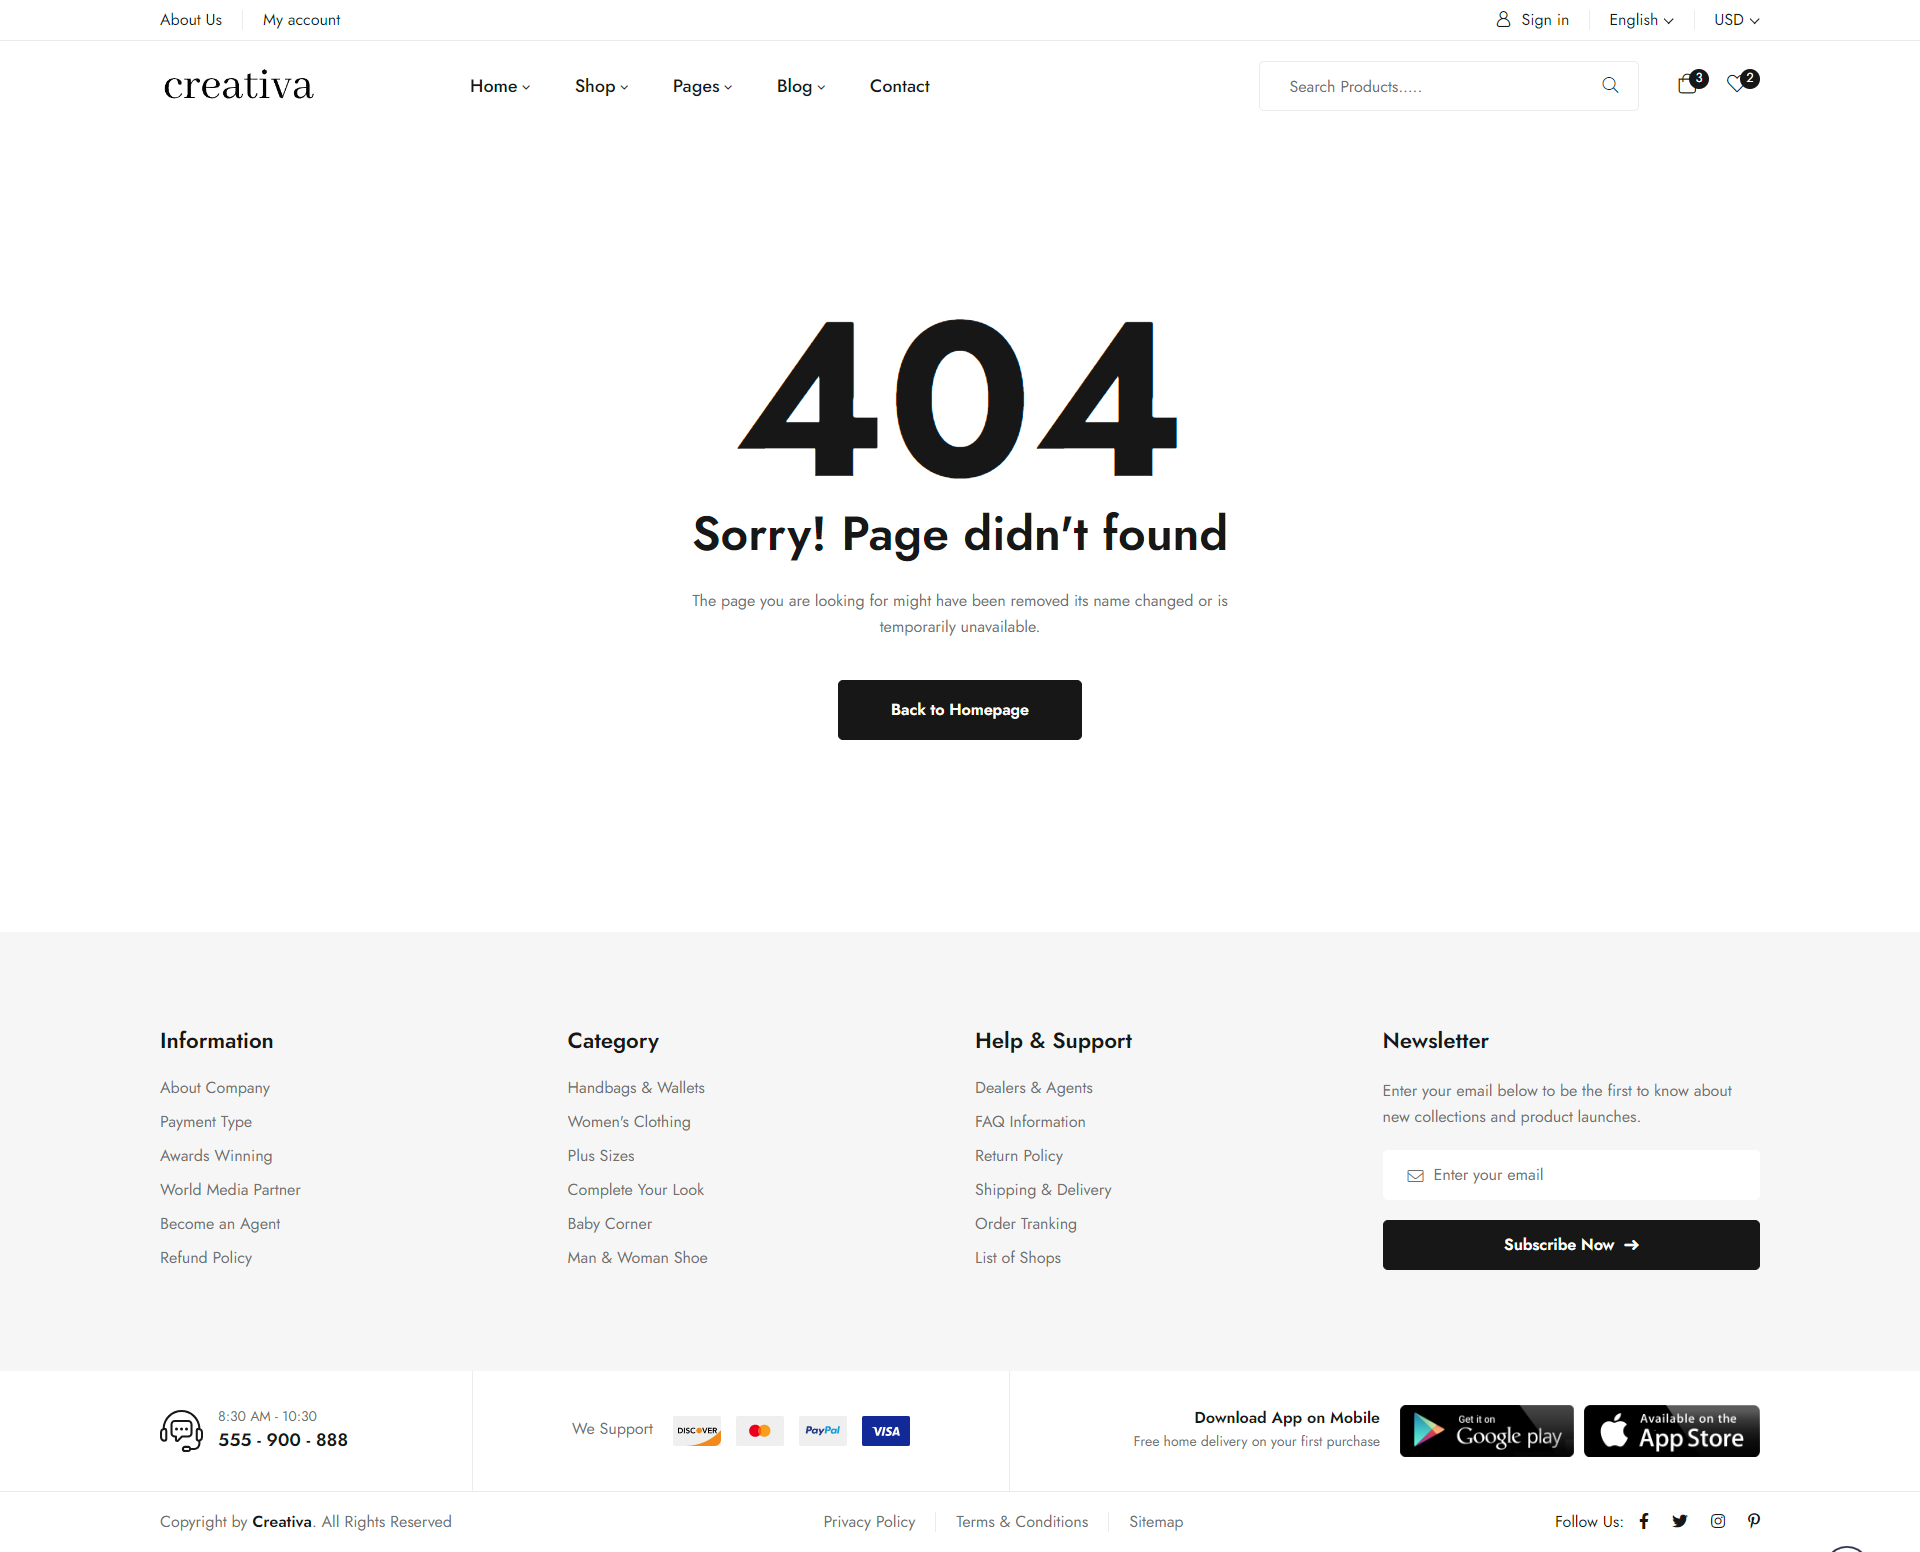 About Us
My account
Sign in
English
USD
creativa
Home
Shop
Pages
Blog
Contact
Search Products.....
3
2
404
Sorry! Page didn't found
The page you are looking for might have been removed its name changed or is
temporarily unavailable.
Back to Homepage
Information
About Company
Payment Type
Awards Winning
World Media Partner
Become an Agent
Refund Policy
Category
Handbags & Wallets
Women's Clothing
Plus Sizes
Complete Your Look
Baby Corner
Man & Woman Shoe
Help & Support
Dealers & Agents
FAQ Information
Return Policy
Shipping & Delivery
Order Tranking
List of Shops
Newsletter
Enter your email below to be the first to know about
new collections and product launches.
Enter your email
Subscribe Now
8:30 AM - 10:30
555 - 900 - 888
We Support
DISCOVER
PayPal
VISA
Download App on Mobile
Free home delivery on your first purchase
Get it on
Google play
Available on the
App Store
Copyright by Creativa. All Rights Reserved
Privacy Policy
Terms & Conditions
Sitemap
Follow Us: